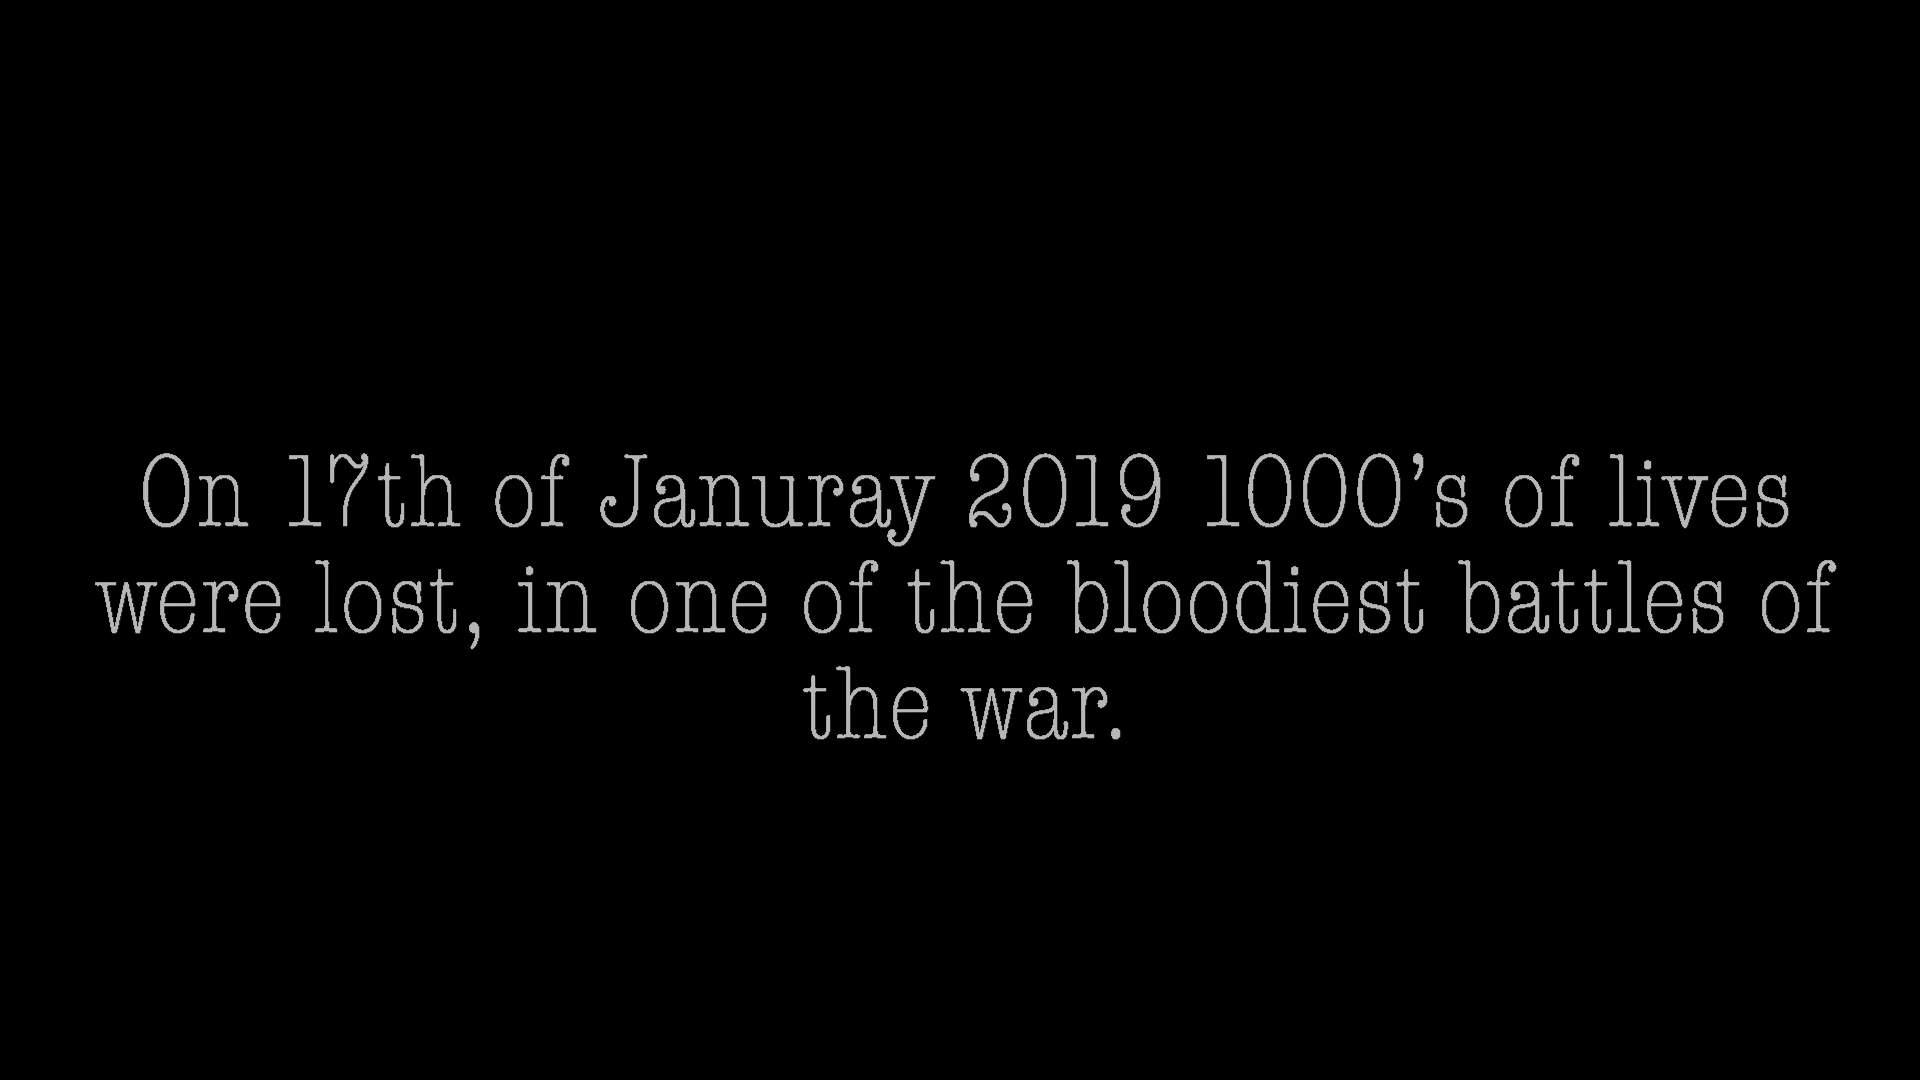 On 17th of Januray 2019 1000's of lives
were lost, in one of the bloodiest battles of
the war.